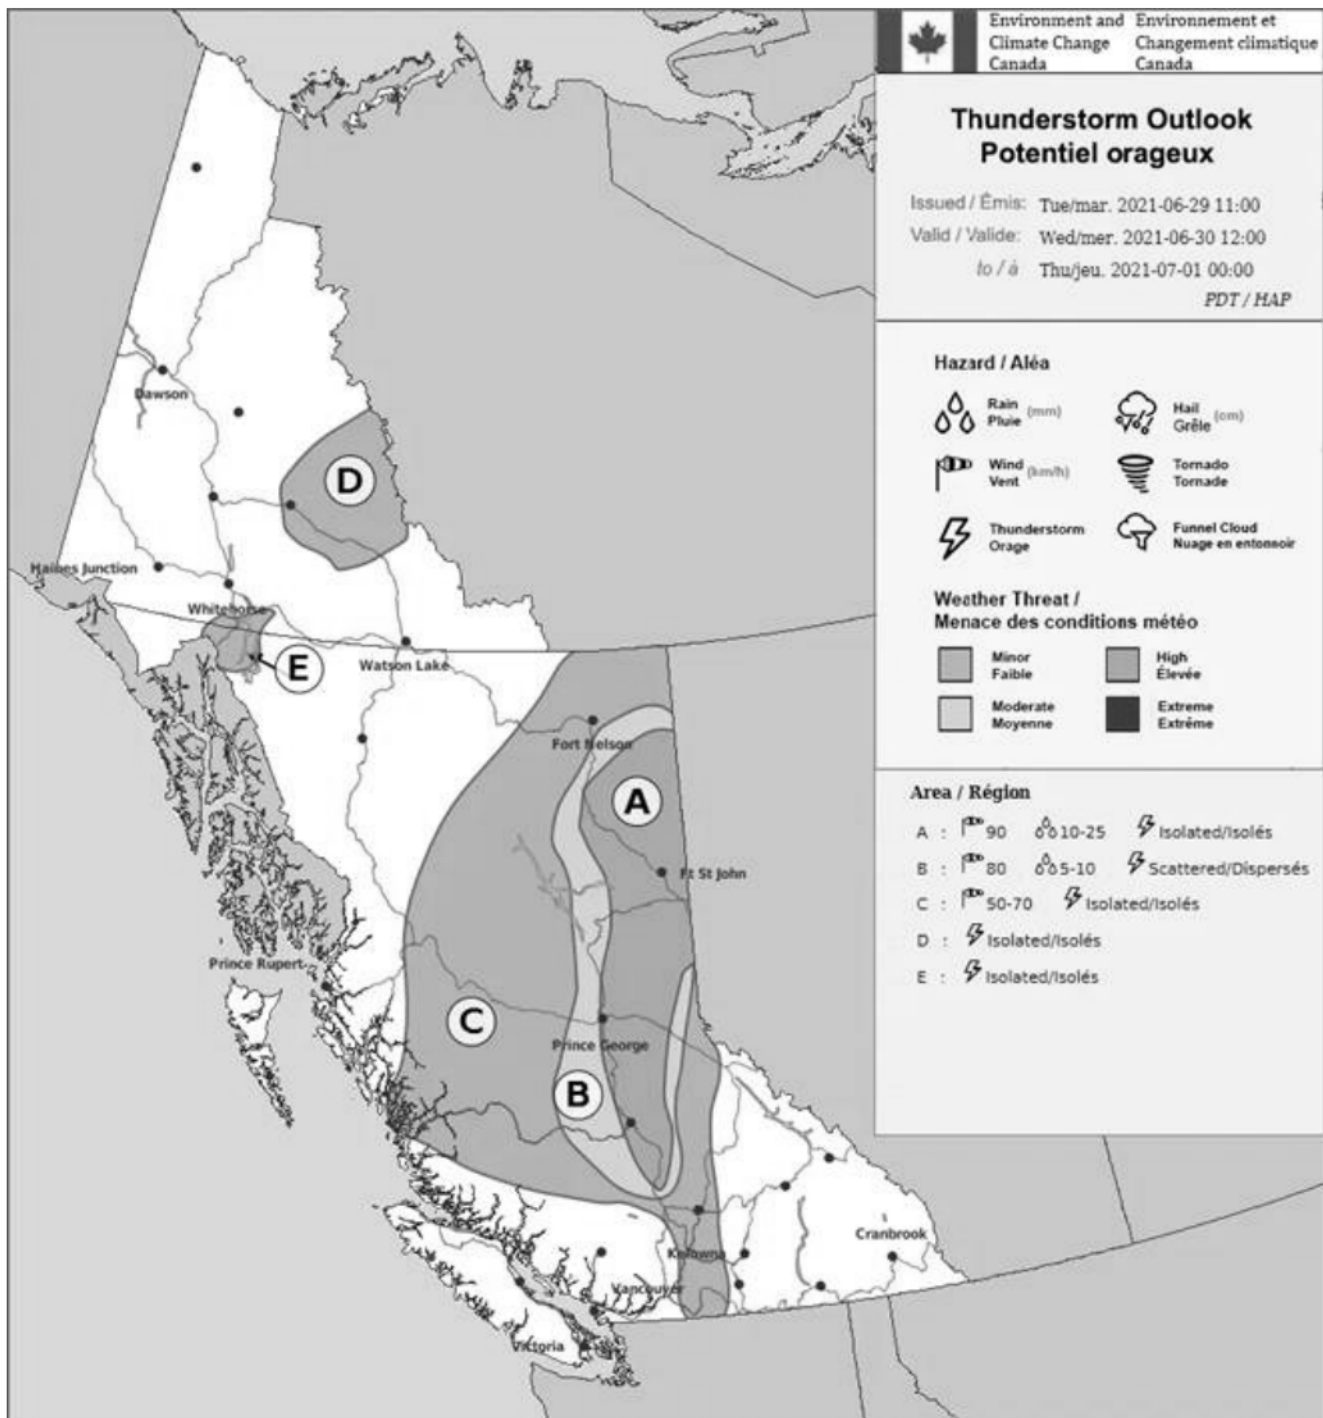 Environment and Climate Change Canada
Environnement et Changement climatique Canada
Thunderstorm Outlook
Potentiel orageux
Issued / Émis: Tue/mar. 2021-06-29 11:00
Valid / Valide: Wed/mer. 2021-06-30 12:00
to / à Thu/jeu. 2021-07-01 00:00
PDT / HAP
Hazard / Aléa
Rain
Pluie (mm)
Hail
Grêle (cm)
Wind
Vent (km/h)
Tornado
Tornade
Thunderstorm
Orage
Funnel Cloud
Nuage en entonnoir
Weather Threat /
Menace des conditions météo
Minor
Faible
High
Élevée
Moderate
Moyenne
Extreme
Extrême
Area / Région
A : 90 10-25 Isolated/Isolés
B : 80 5-10 Scattered/Dispersés
C : 50-70 Isolated/Isolés
D : Isolated/Isolés
E : Isolated/Isolés
Dawson
D
Haines Junction
Whitehorse
E
Watson Lake
Fort Nelson
A
Ft St John
Prince Rupert
C
Prince George
B
Cranbrook
Kelowna
Vancouver
Victoria